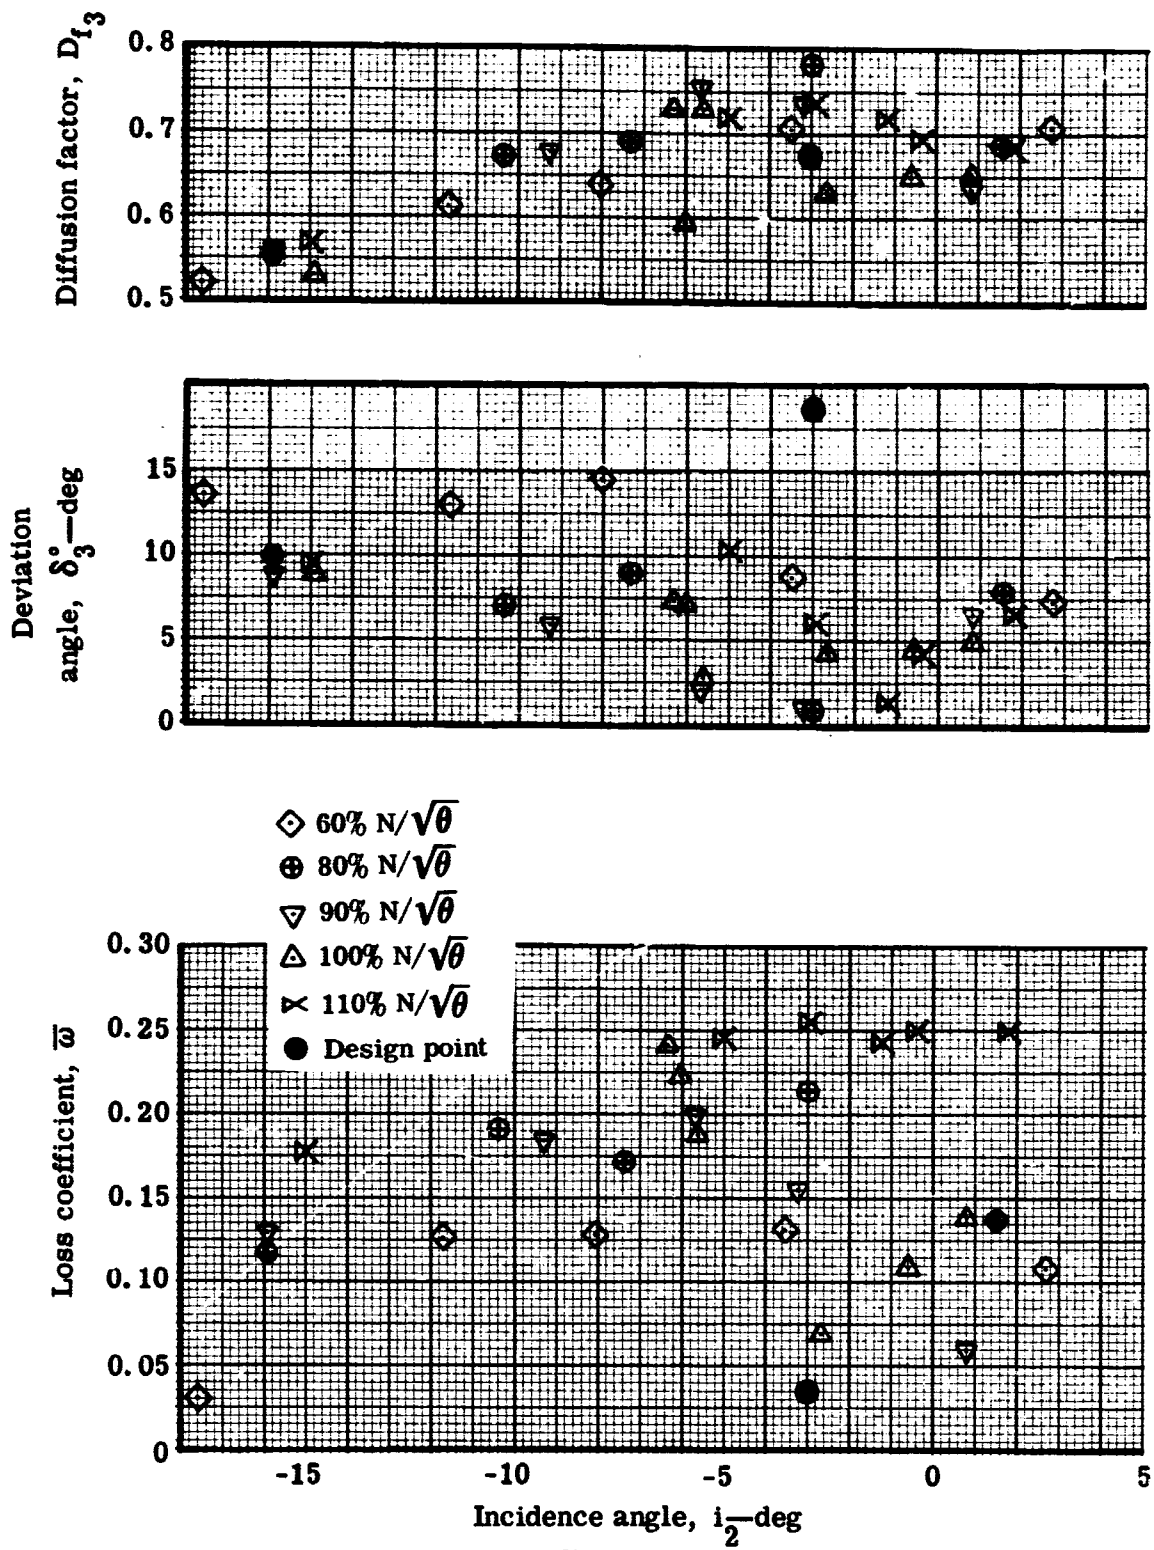 Diffusion factor, D_f_3
0.8
0.7
0.6
0.5
Deviation
angle, δ°_3—deg
15
10
5
0
60% N/√θ
80% N/√θ
90% N/√θ
100% N/√θ
110% N/√θ
Design point
Loss coefficient, ω̅
0.30
0.25
0.20
0.15
0.10
0.05
0
-15
-10
-5
0
5
Incidence angle, i_2—deg